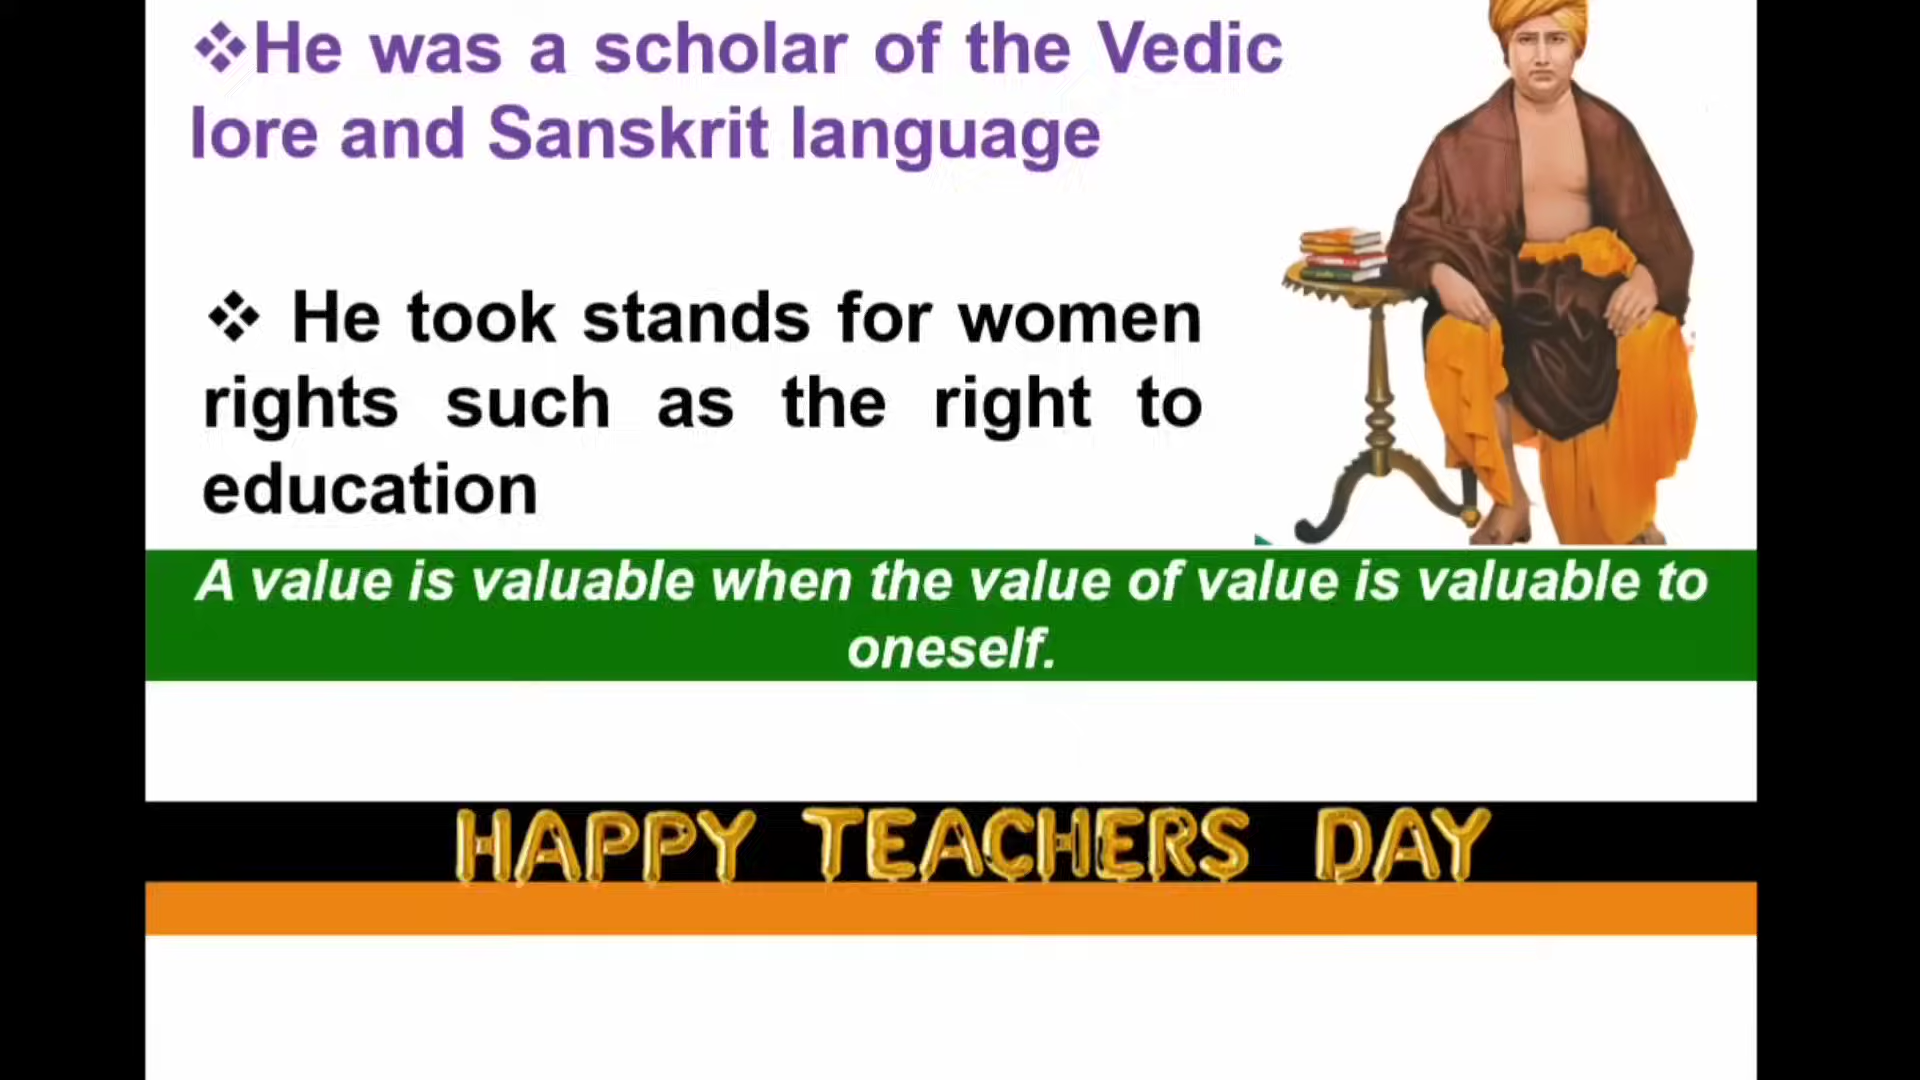 ❖He was a scholar of the Vedic
lore and Sanskrit language
❖ He took stands for women
rights such as the right to
education
A value is valuable when the value of value is valuable to
oneself.
HAPPY TEACHERS DAY